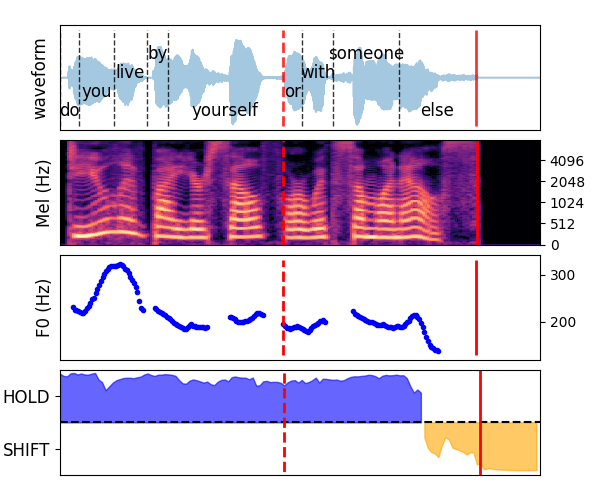 waveform
do you live by yourself or with someone else
Mel (Hz)
4096
2048
1024
512
0
F0 (Hz)
300
200
HOLD
SHIFT